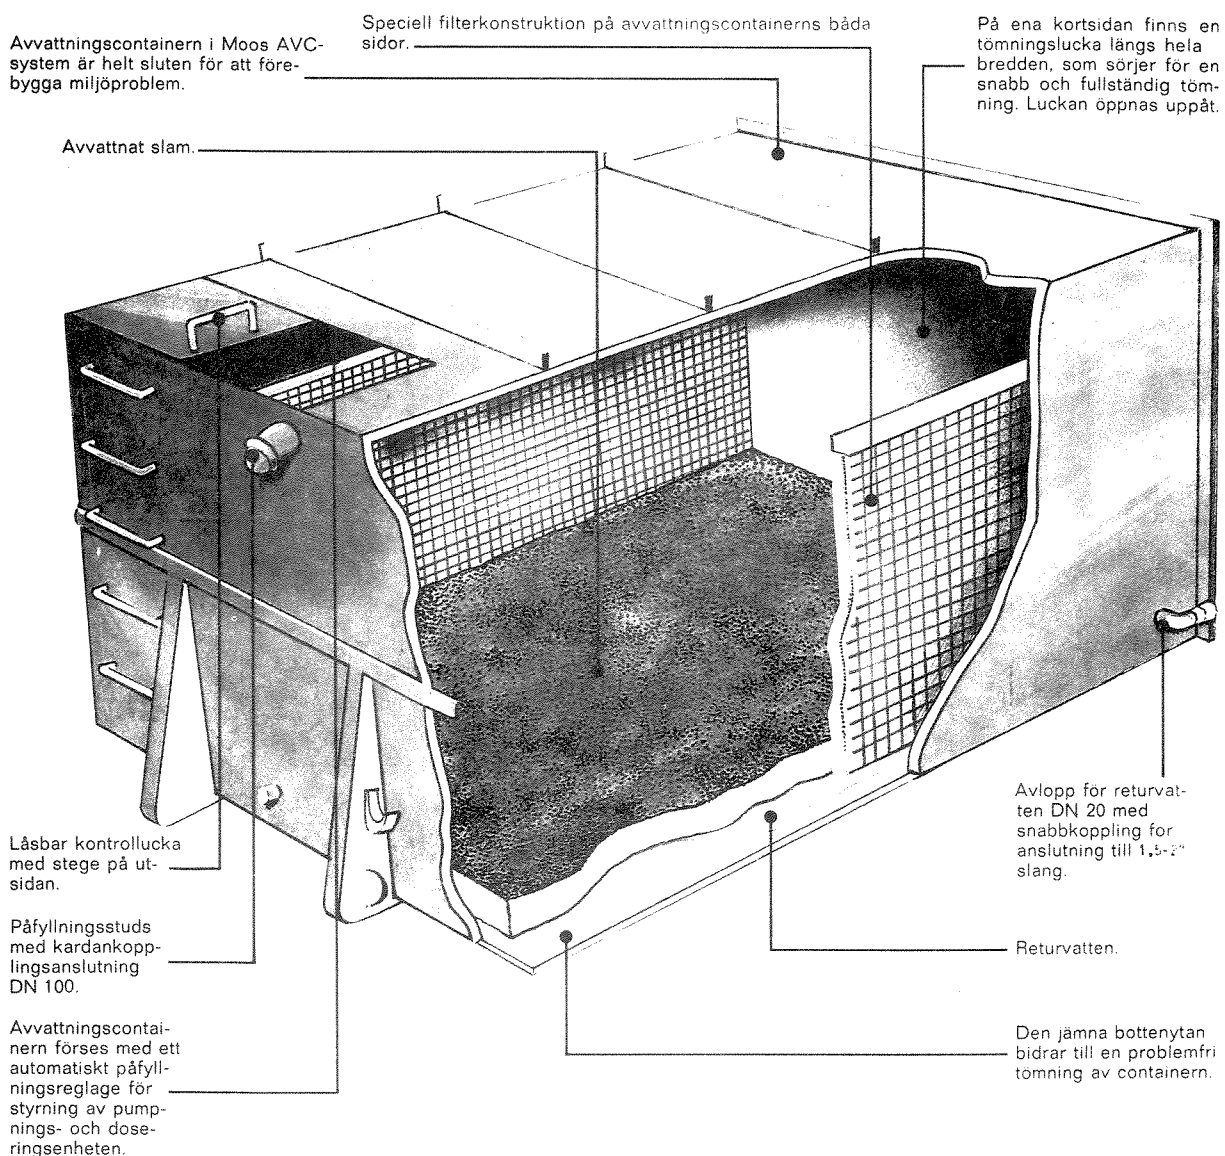 Avvattningscontainern i Moos AVC-
system är helt sluten för att före-
bygga miljöproblem.
Speciell filterkonstruktion på avvattningscontainerns båda
sidor.
På ena kortsidan finns en
tömningslucka längs hela
bredden, som sörjer för en
snabb och fullständig töm-
ning. Luckan öppnas uppåt.
Avvattnat slam.
Låsbar kontrollucka
med stege på ut-
sidan.
Påfyllningsstuds
med kardankopp-
lingsanslutning
DN 100.
Avvattningscontai-
nern förses med ett
automatiskt påfyll-
ningsreglage för
styrning av pump-
nings- och dose-
ringsenheten.
Avlopp för returvat-
ten DN 20 med
snabbkoppling for
anslutning till 1,5-2"
slang.
Returvatten.
Den jämna bottenytan
bidrar till en problemfri
tömning av containern.